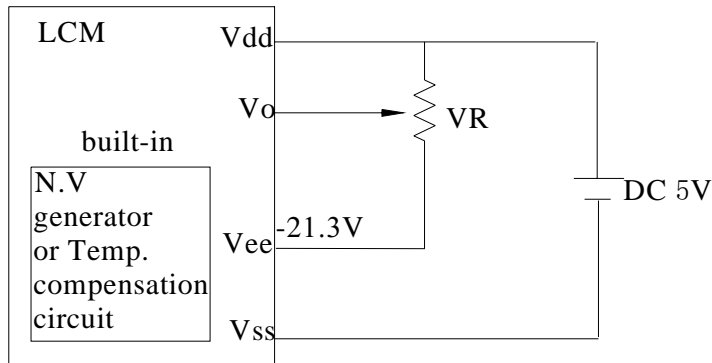 LCM
Vdd
Vo
VR
built-in
N.V
generator
or Temp.
compensation
circuit
DC 5V
-21.3V
Vee
Vss